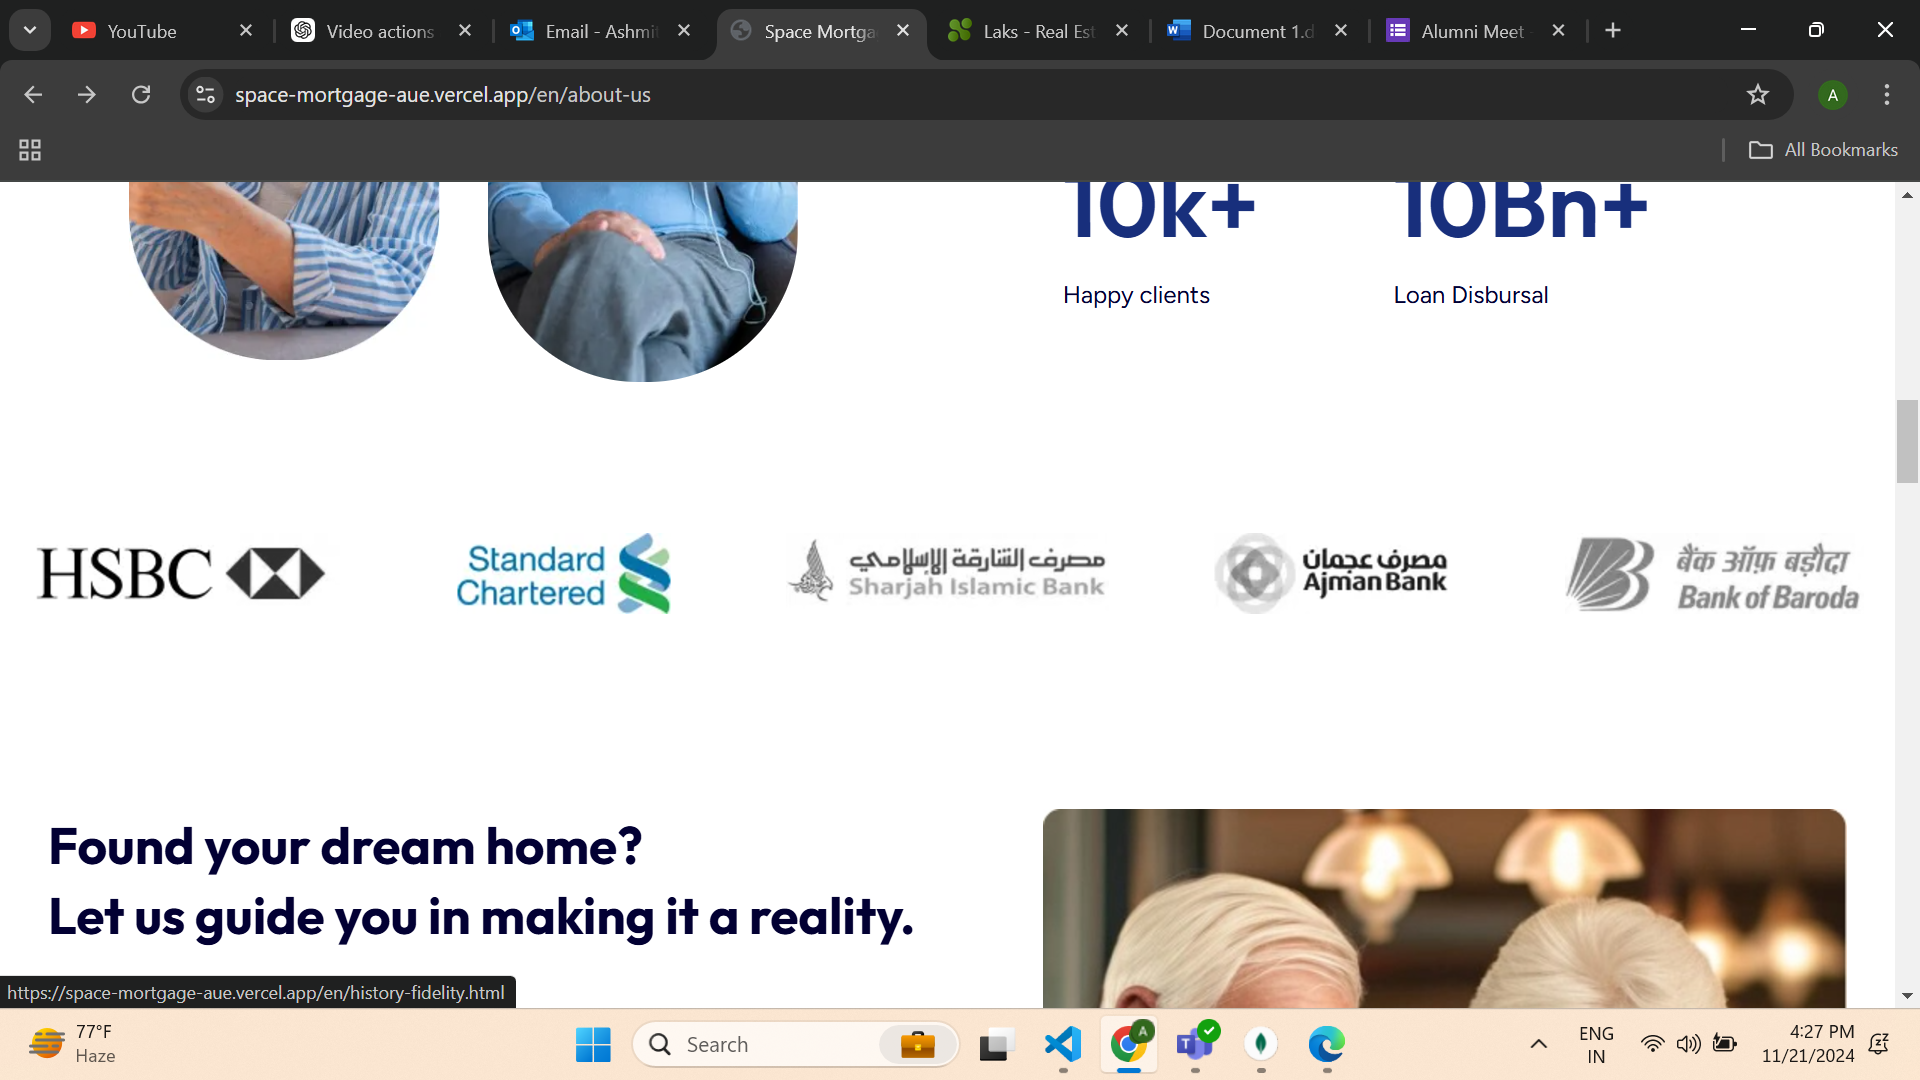 YouTube
Video actions
Email - Ashmit
Space Mortga
Laks - Real Est
Document 1.d
Alumni Meet -
space-mortgage-aue.vercel.app/en/about-us
A
All Bookmarks
10k+
10Bn+
Happy clients
Loan Disbursal
HSBC
Standard
Chartered
مصرف الشارقة الإسلامي
Sharjah Islamic Bank
مصرف عجمان
Ajman Bank
बैंक ऑफ़ बड़ौदा
Bank of Baroda
Found your dream home?
Let us guide you in making it a reality.
https://space-mortgage-aue.vercel.app/en/history-fidelity.html
77°F
Haze
Search
A
ENG
IN
4:27 PM
11/21/2024